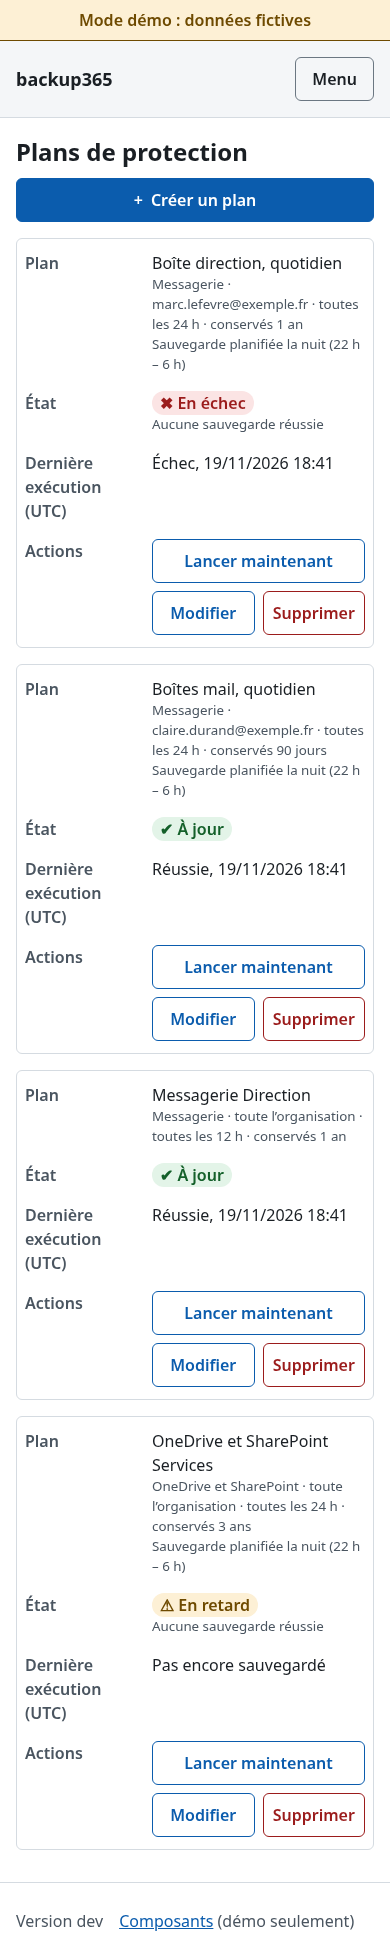 Mode démo : données fictives
backup365
Menu
Plans de protection
+ Créer un plan
Plan
Boîte direction, quotidien
Messagerie ·
marc.lefevre@exemple.fr · toutes
les 24 h · conservés 1 an
Sauvegarde planifiée la nuit (22 h
– 6 h)
État
✖ En échec
Aucune sauvegarde réussie
Dernière
exécution
(UTC)
Échec, 19/11/2026 18:41
Actions
Lancer maintenant
Modifier
Supprimer
Plan
Boîtes mail, quotidien
Messagerie ·
claire.durand@exemple.fr · toutes
les 24 h · conservés 90 jours
Sauvegarde planifiée la nuit (22 h
– 6 h)
État
✔ À jour
Dernière
exécution
(UTC)
Réussie, 19/11/2026 18:41
Actions
Lancer maintenant
Modifier
Supprimer
Plan
Messagerie Direction
Messagerie · toute l’organisation ·
toutes les 12 h · conservés 1 an
État
✔ À jour
Dernière
exécution
(UTC)
Réussie, 19/11/2026 18:41
Actions
Lancer maintenant
Modifier
Supprimer
Plan
OneDrive et SharePoint
Services
OneDrive et SharePoint · toute
l’organisation · toutes les 24 h ·
conservés 3 ans
Sauvegarde planifiée la nuit (22 h
– 6 h)
État
⚠ En retard
Aucune sauvegarde réussie
Dernière
exécution
(UTC)
Pas encore sauvegardé
Actions
Lancer maintenant
Modifier
Supprimer
Version dev Composants (démo seulement)